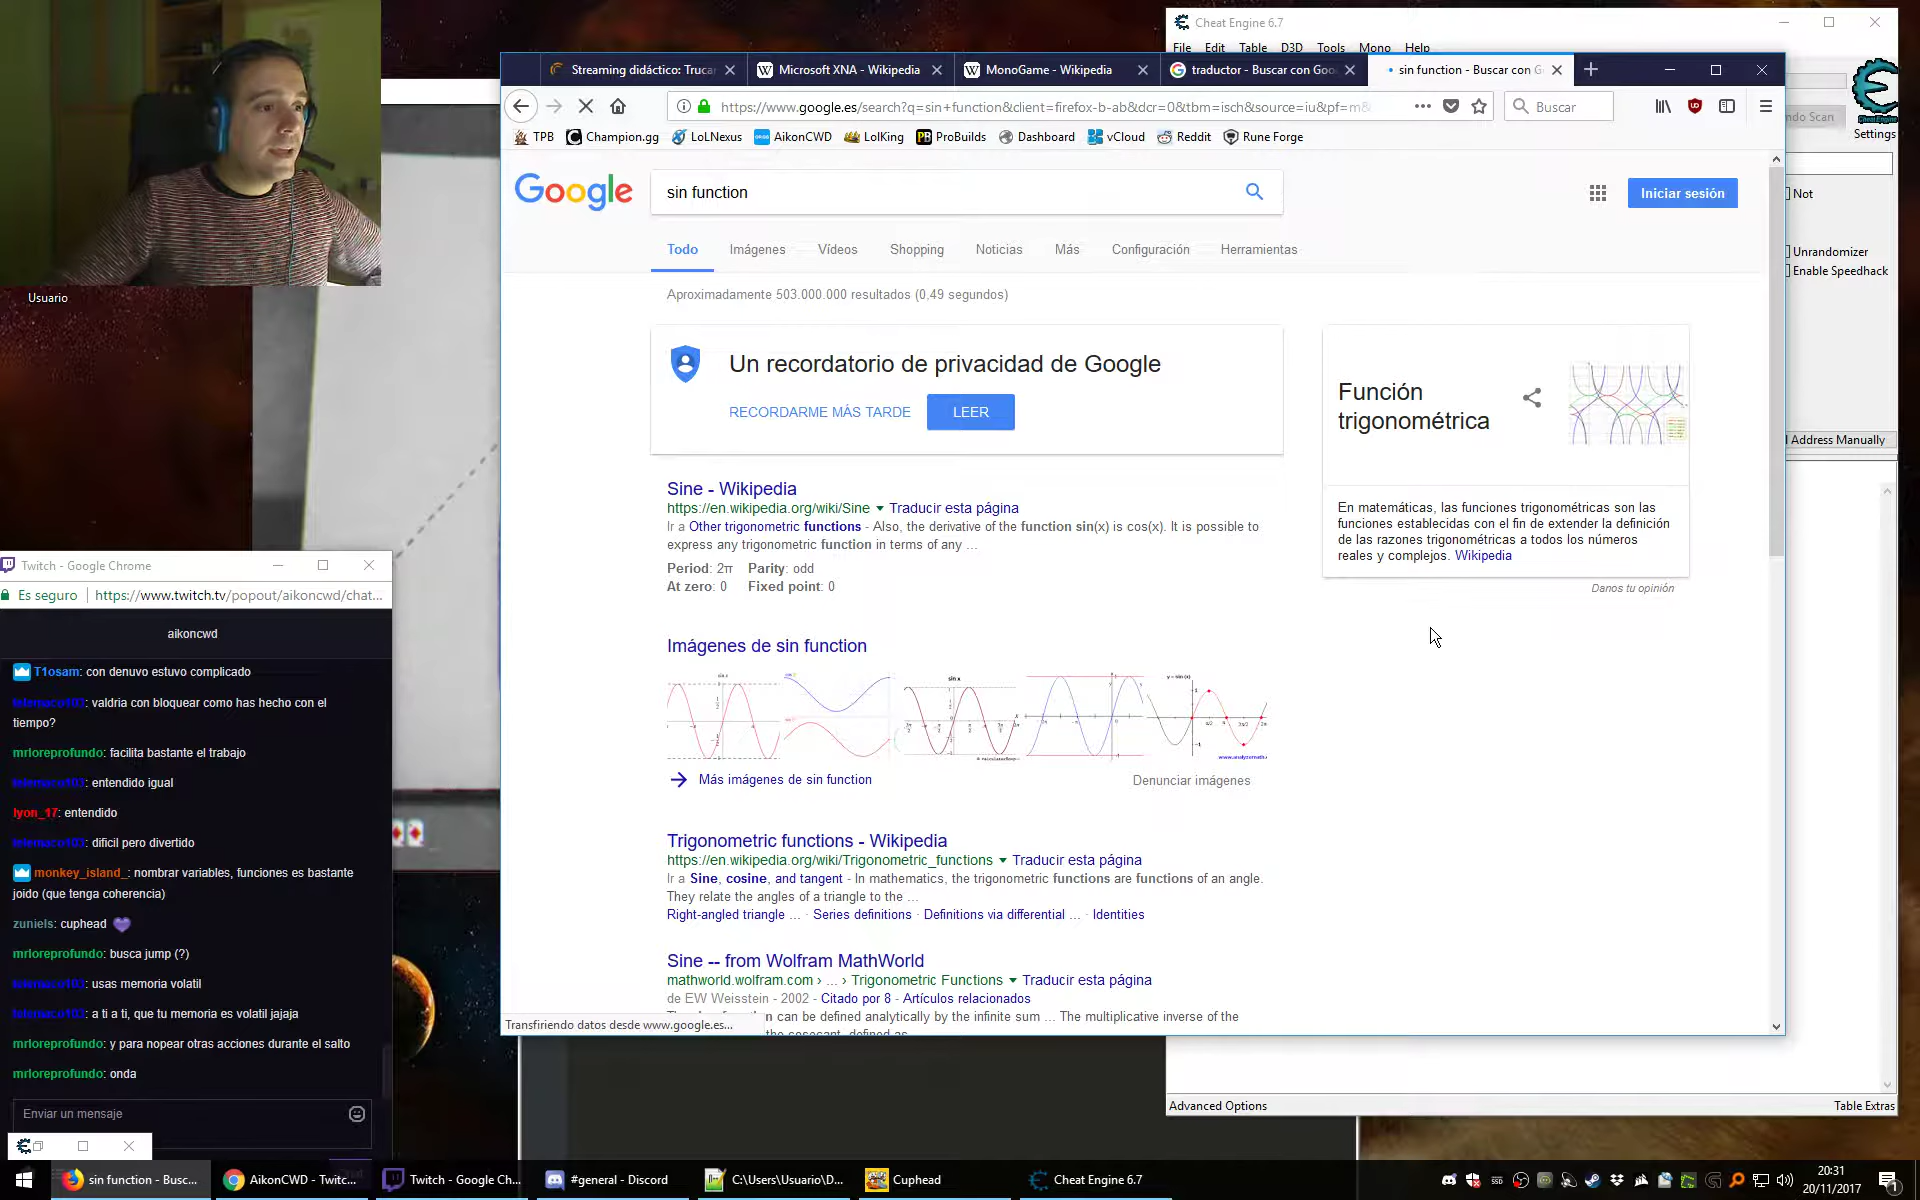 Cheat Engine 6.7
File Edit Table D3D Tools Mono Help
Streaming didáctico: Truca
Microsoft XNA - Wikipedia
MonoGame - Wikipedia
traductor - Buscar con Goo
sin function - Buscar con G
https://www.google.es/search?q=sin+function&client=firefox-b-ab&dcr=0&tbm=isch&source=iu&pf=m&
Buscar
TPB Champion.gg LoLNexus AikonCWD LolKing ProBuilds Dashboard vCloud Reddit Rune Forge
ndo Scan
Settings
Not
Unrandomizer
Enable Speedhack
Address Manually
Advanced Options
Table Extras
Google
sin function
Iniciar sesión
Todo Imágenes Vídeos Shopping Noticias Más Configuración Herramientas
Aproximadamente 503.000.000 resultados (0,49 segundos)
Un recordatorio de privacidad de Google
RECORDARME MÁS TARDE LEER
Función
trigonométrica
En matemáticas, las funciones trigonométricas son las
funciones establecidas con el fin de extender la definición
de las razones trigonométricas a todos los números
reales y complejos. Wikipedia
Danos tu opinión
Sine - Wikipedia
https://en.wikipedia.org/wiki/Sine Traducir esta página
Ir a Other trigonometric functions - Also, the derivative of the function sin(x) is cos(x). It is possible to
express any trigonometric function in terms of any ...
Period: 2π Parity: odd
At zero: 0 Fixed point: 0
Imágenes de sin function
sin x
y = sin (x)
Más imágenes de sin function
Denunciar imágenes
Trigonometric functions - Wikipedia
https://en.wikipedia.org/wiki/Trigonometric_functions Traducir esta página
Ir a Sine, cosine, and tangent - In mathematics, the trigonometric functions are functions of an angle.
They relate the angles of a triangle to the ...
Right-angled triangle ... · Series definitions · Definitions via differential ... · Identities
Sine -- from Wolfram MathWorld
mathworld.wolfram.com › ... › Trigonometric Functions Traducir esta página
de EW Weisstein - 2002 - Citado por 8 - Artículos relacionados
can be defined analytically by the infinite sum ... The multiplicative inverse of the
Transfiriendo datos desde www.google.es...
Usuario
Twitch - Google Chrome
Es seguro https://www.twitch.tv/popout/aikoncwd/chat...
aikoncwd
T1osam: con denuvo estuvo complicado
telemaco103: valdria con bloquear como has hecho con el
tiempo?
mrloreprofundo: facilita bastante el trabajo
telemaco103: entendido igual
lyon_17: entendido
telemaco103: dificil pero divertido
monkey_island_: nombrar variables, funciones es bastante
joido (que tenga coherencia)
zuniels: cuphead
mrloreprofundo: busca jump (?)
telemaco103: usas memoria volatil
telemaco103: a ti a ti, que tu memoria es volatil jajaja
mrloreprofundo: y para nopear otras acciones durante el salto
mrloreprofundo: onda
Enviar un mensaje
sin function - Busc...
AikonCWD - Twitc...
Twitch - Google Ch...
#general - Discord
C:\Users\Usuario\D...
Cuphead
Cheat Engine 6.7
20:31
20/11/2017